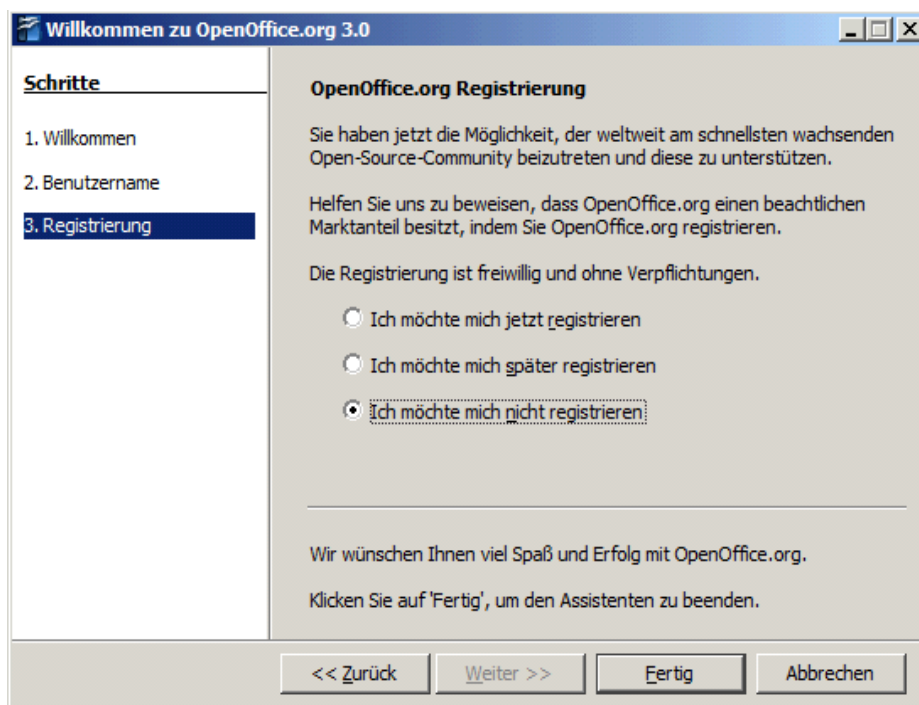 Willkommen zu OpenOffice.org 3.0
Schritte
1. Willkommen
2. Benutzername
3. Registrierung
OpenOffice.org Registrierung
Sie haben jetzt die Möglichkeit, der weltweit am schnellsten wachsenden
Open-Source-Community beizutreten und diese zu unterstützen.
Helfen Sie uns zu beweisen, dass OpenOffice.org einen beachtlichen
Marktanteil besitzt, indem Sie OpenOffice.org registrieren.
Die Registrierung ist freiwillig und ohne Verpflichtungen.
Ich möchte mich jetzt registrieren
Ich möchte mich später registrieren
Ich möchte mich nicht registrieren
Wir wünschen Ihnen viel Spaß und Erfolg mit OpenOffice.org.
Klicken Sie auf 'Fertig', um den Assistenten zu beenden.
<< Zurück
Weiter >>
Fertig
Abbrechen